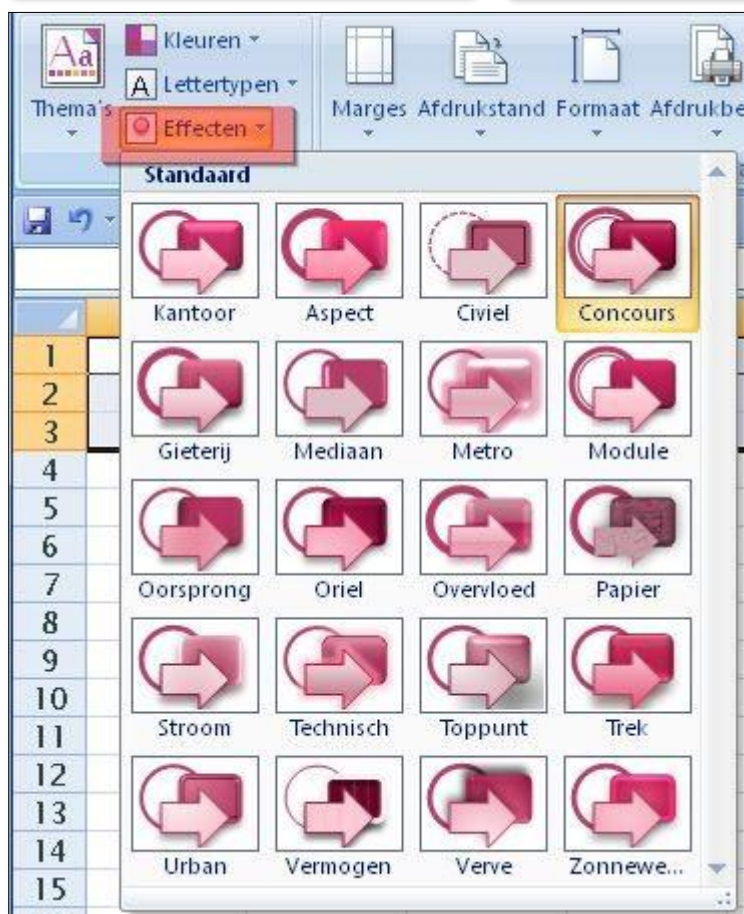 Aa
Kleuren
A Lettertypen
Thema's
Effecten
Marges Afdrukstand Formaat Afdrukbe
Standaard
Kantoor Aspect Civiel Concours
Gieterij Mediaan Metro Module
Oorsprong Oriel Overvloed Papier
Stroom Technisch Toppunt Trek
Urban Vermogen Verve Zonnewe...
1
2
3
4
5
6
7
8
9
10
11
12
13
14
15